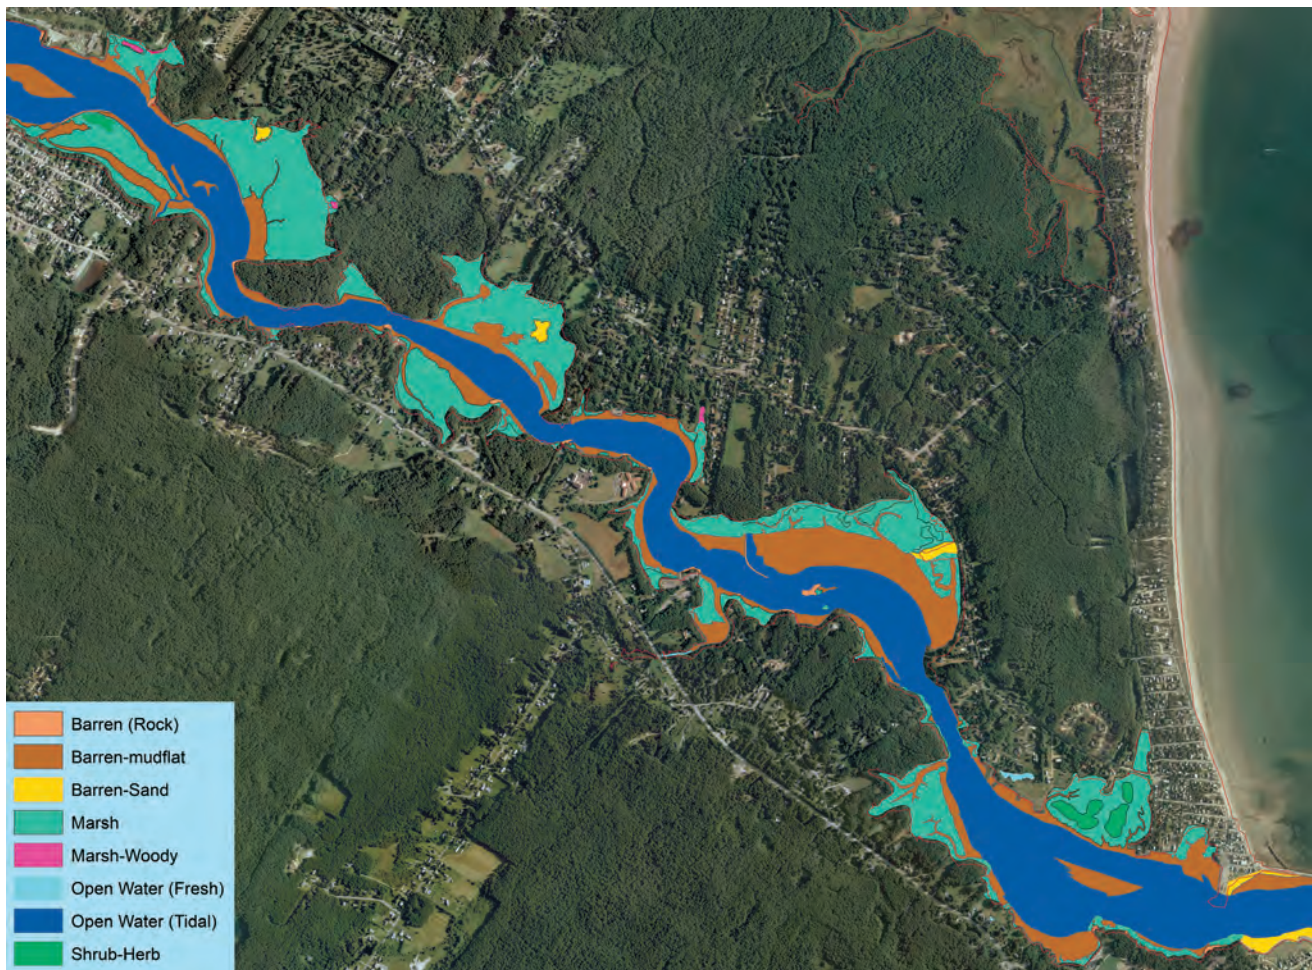 Barren (Rock)
Barren-mudflat
Barren-Sand
Marsh
Marsh-Woody
Open Water (Fresh)
Open Water (Tidal)
Shrub-Herb